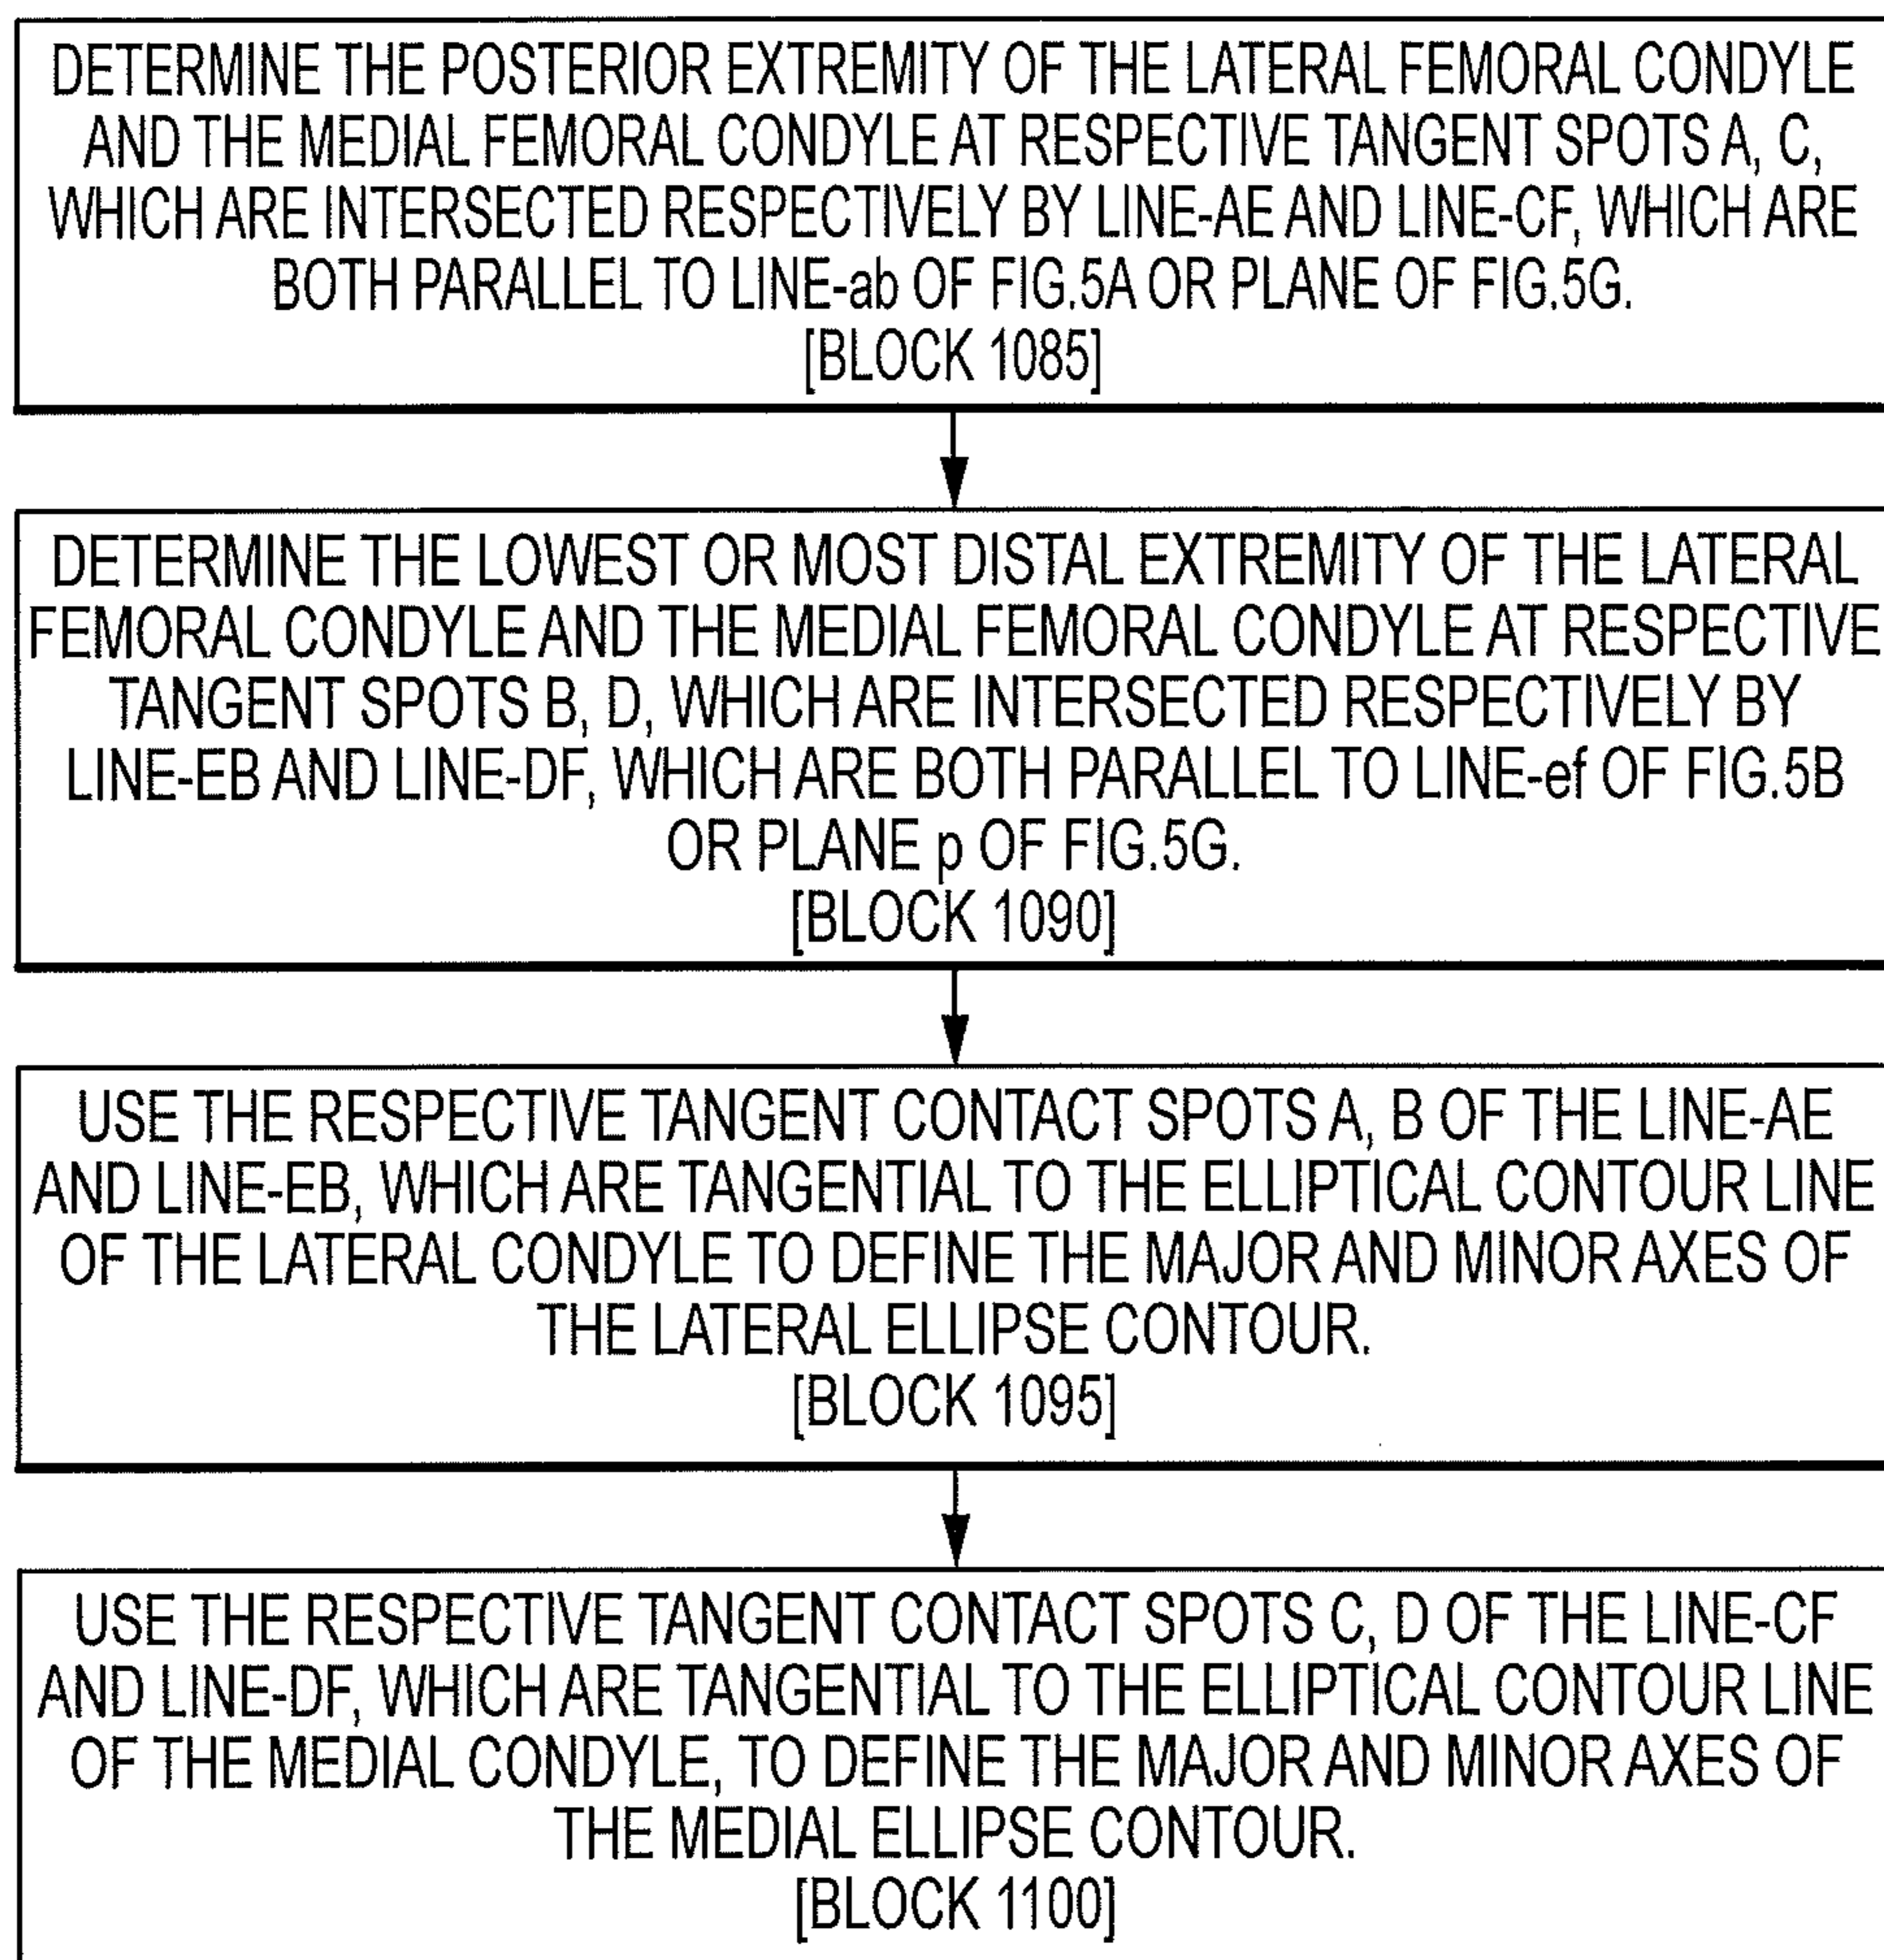 DETERMINE THE POSTERIOR EXTREMITY OF THE LATERAL FEMORAL CONDYLE
AND THE MEDIAL FEMORAL CONDYLE AT RESPECTIVE TANGENT SPOTS A, C,
WHICH ARE INTERSECTED RESPECTIVELY BY LINE-AE AND LINE-CF, WHICH ARE
BOTH PARALLEL TO LINE-ab OF FIG.5A OR PLANE OF FIG.5G.
[BLOCK 1085]
DETERMINE THE LOWEST OR MOST DISTAL EXTREMITY OF THE LATERAL
FEMORAL CONDYLE AND THE MEDIAL FEMORAL CONDYLE AT RESPECTIVE
TANGENT SPOTS B, D, WHICH ARE INTERSECTED RESPECTIVELY BY
LINE-EB AND LINE-DF, WHICH ARE BOTH PARALLEL TO LINE-ef OF FIG.5B
OR PLANE p OF FIG.5G.
[BLOCK 1090]
USE THE RESPECTIVE TANGENT CONTACT SPOTS A, B OF THE LINE-AE
AND LINE-EB, WHICH ARE TANGENTIAL TO THE ELLIPTICAL CONTOUR LINE
OF THE LATERAL CONDYLE TO DEFINE THE MAJOR AND MINOR AXES OF
THE LATERAL ELLIPSE CONTOUR.
[BLOCK 1095]
USE THE RESPECTIVE TANGENT CONTACT SPOTS C, D OF THE LINE-CF
AND LINE-DF, WHICH ARE TANGENTIAL TO THE ELLIPTICAL CONTOUR LINE
OF THE MEDIAL CONDYLE, TO DEFINE THE MAJOR AND MINOR AXES OF
THE MEDIAL ELLIPSE CONTOUR.
[BLOCK 1100]